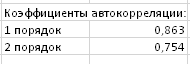 Коэффициенты автокорреляции:
1 порядок 0,863
2 порядок 0,754